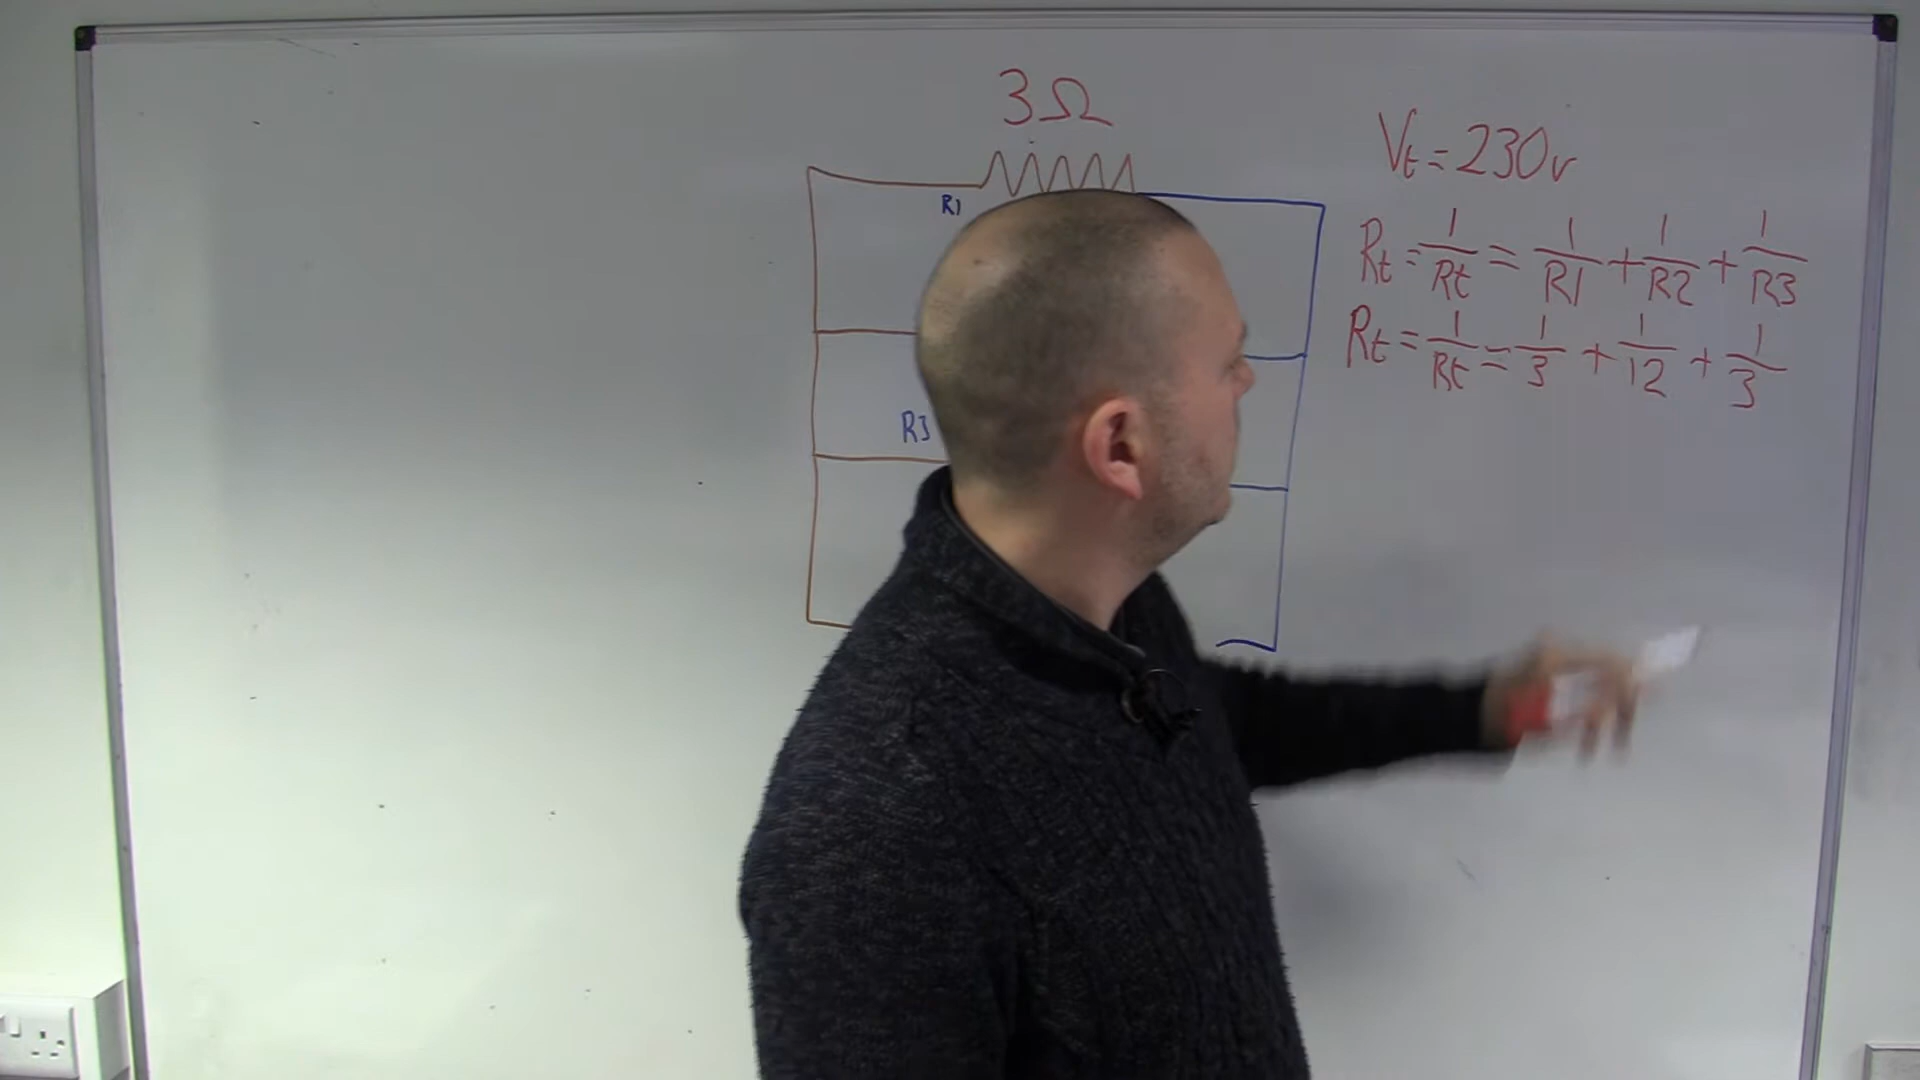 3Ω
R1
R3
Vt = 230v
Rt = 1/Rt = 1/R1 + 1/R2 + 1/R3
Rt = 1/Rt = 1/3 + 1/12 + 1/3